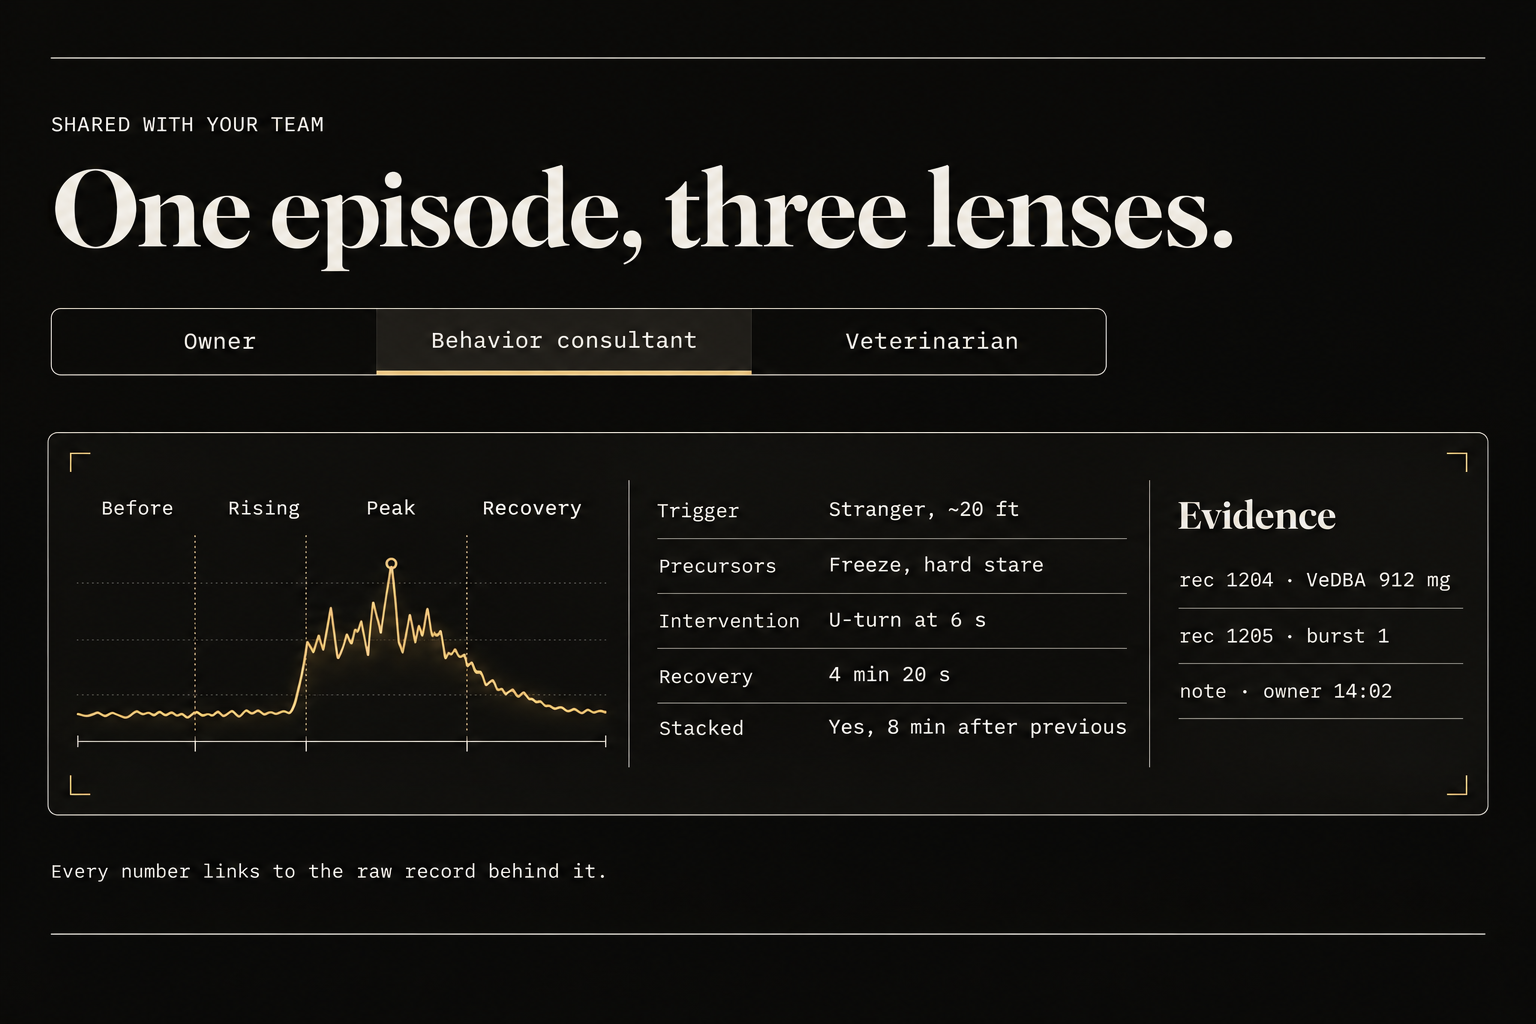 SHARED WITH YOUR TEAM
One episode, three lenses.
Owner
Behavior consultant
Veterinarian
Before
Rising
Peak
Recovery
Trigger
Stranger, ~20 ft
Precursors
Freeze, hard stare
Intervention
U-turn at 6 s
Recovery
4 min 20 s
Stacked
Yes, 8 min after previous
Evidence
rec 1204 · VeDBA 912 mg
rec 1205 · burst 1
note · owner 14:02
Every number links to the raw record behind it.